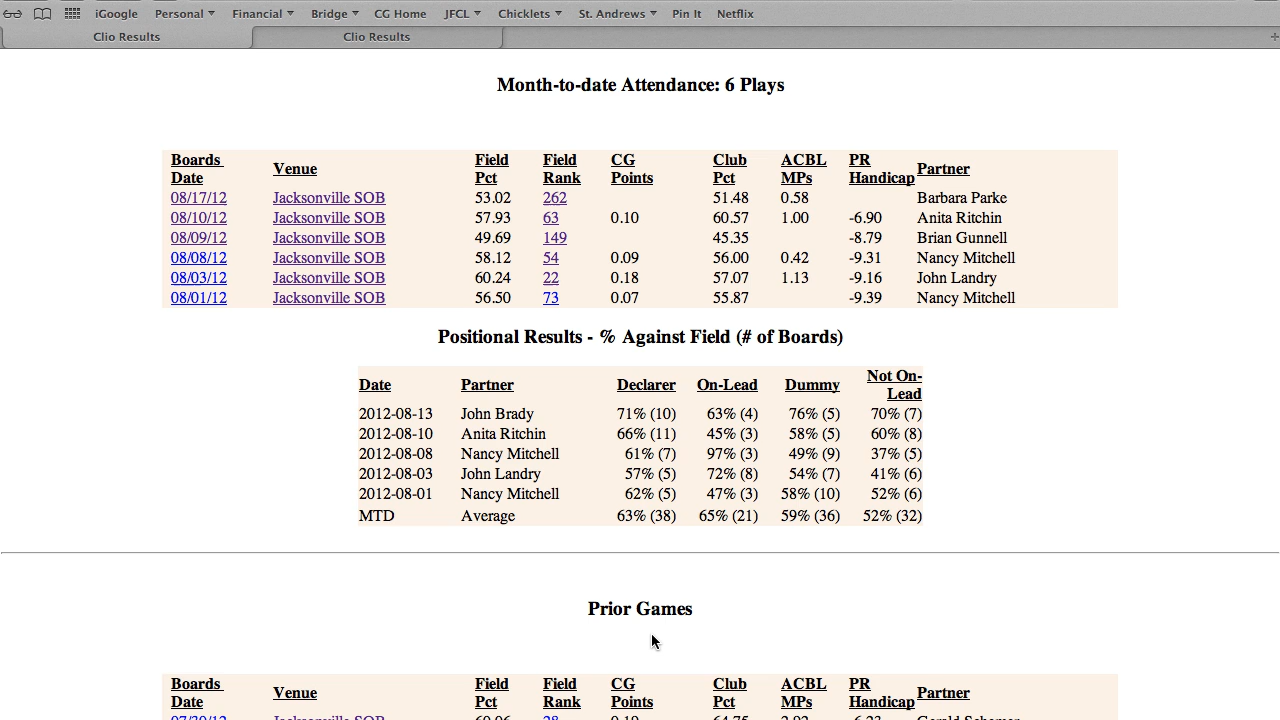 iGoogle Personal ▼ Financial ▼ Bridge ▼ CG Home JFCL ▼ Chicklets ▼ St. Andrews ▼ Pin It Netflix
Clio Results Clio Results +
Month-to-date Attendance: 6 Plays
Boards Date Venue Field Pct Field Rank CG Points Club Pct ACBL MPs PR Handicap Partner
08/17/12 Jacksonville SOB 53.02 262 51.48 0.58 Barbara Parke
08/10/12 Jacksonville SOB 57.93 63 0.10 60.57 1.00 -6.90 Anita Ritchin
08/09/12 Jacksonville SOB 49.69 149 45.35 -8.79 Brian Gunnell
08/08/12 Jacksonville SOB 58.12 54 0.09 56.00 0.42 -9.31 Nancy Mitchell
08/03/12 Jacksonville SOB 60.24 22 0.18 57.07 1.13 -9.16 John Landry
08/01/12 Jacksonville SOB 56.50 73 0.07 55.87 -9.39 Nancy Mitchell
Positional Results - % Against Field (# of Boards)
Date Partner Declarer On-Lead Dummy Not On-Lead
2012-08-13 John Brady 71% (10) 63% (4) 76% (5) 70% (7)
2012-08-10 Anita Ritchin 66% (11) 45% (3) 58% (5) 60% (8)
2012-08-08 Nancy Mitchell 61% (7) 97% (3) 49% (9) 37% (5)
2012-08-03 John Landry 57% (5) 72% (8) 54% (7) 41% (6)
2012-08-01 Nancy Mitchell 62% (5) 47% (3) 58% (10) 52% (6)
MTD Average 63% (38) 65% (21) 59% (36) 52% (32)
Prior Games
Boards Date Venue Field Pct Field Rank CG Points Club Pct ACBL MPs PR Handicap Partner
Jacksonville SOB